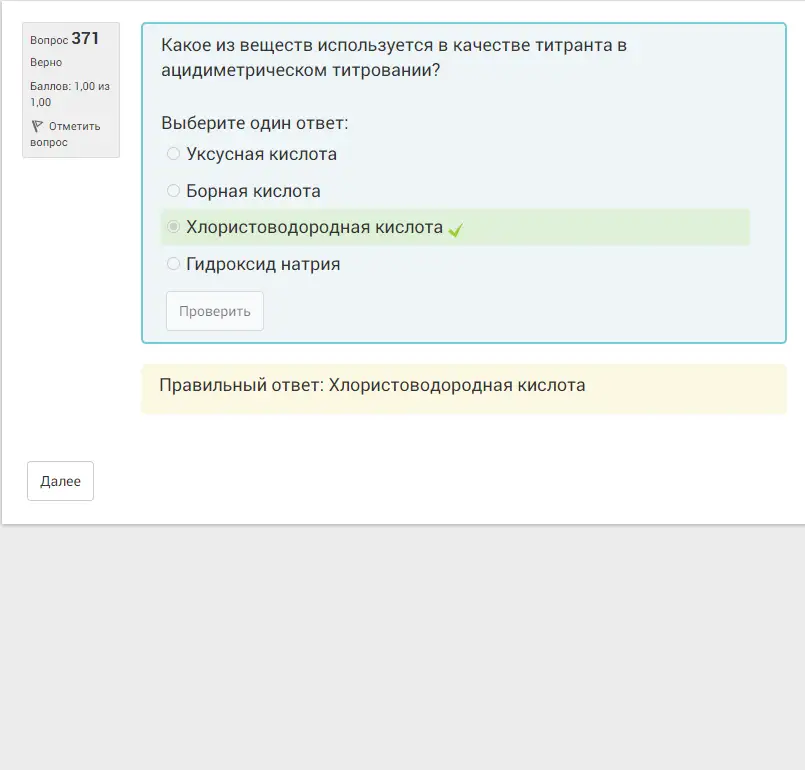 Вопрос 371
Верно
Баллов: 1,00 из
1,00
Отметить
вопрос
Какое из веществ используется в качестве титранта в
ацидиметрическом титровании?
Выберите один ответ:
Уксусная кислота
Борная кислота
Хлористоводородная кислота
Гидроксид натрия
Проверить
Правильный ответ: Хлористоводородная кислота
Далее